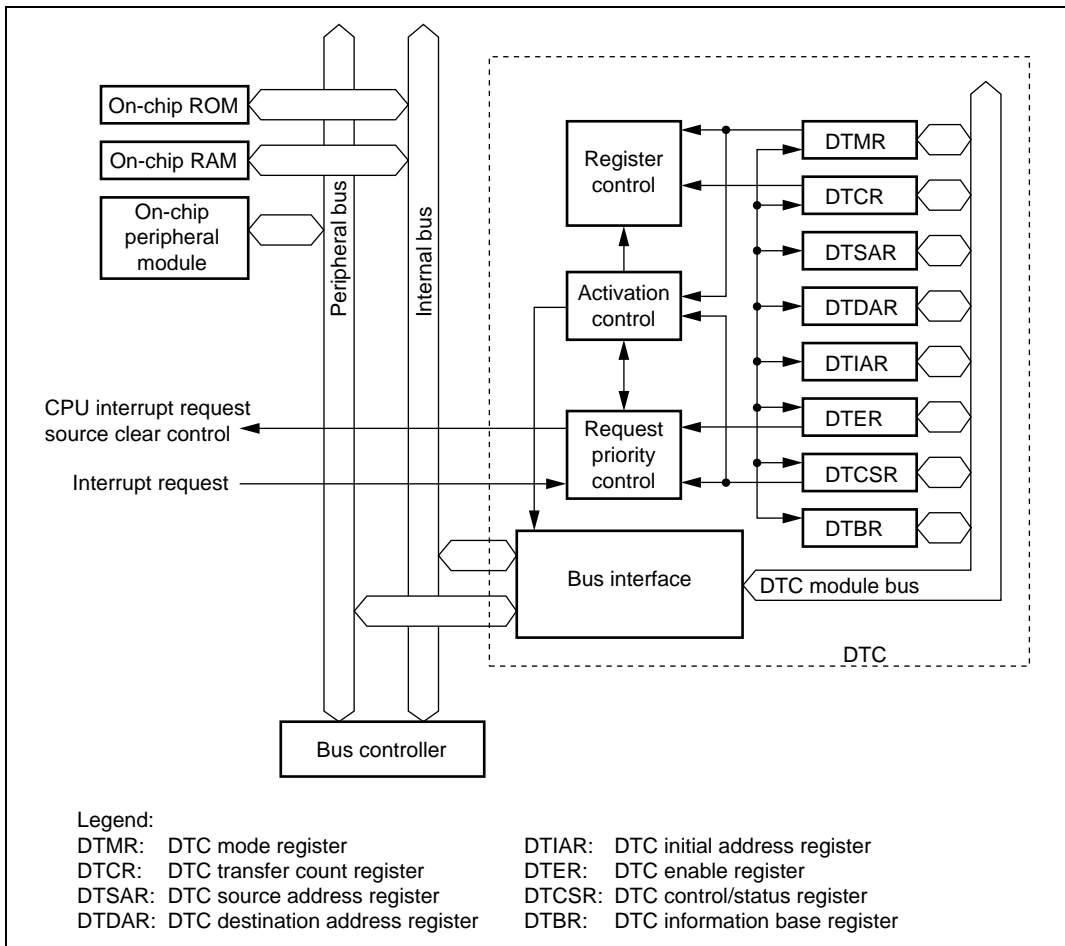 On-chip ROM
On-chip RAM
On-chip
peripheral
module
Peripheral bus
Internal bus
Register
control
Activation
control
CPU interrupt request
source clear control
Interrupt request
Request
priority
control
DTMR
DTCR
DTSAR
DTDAR
DTIAR
DTER
DTCSR
DTBR
Bus interface
DTC module bus
DTC
Bus controller
Legend:
DTMR: DTC mode register
DTCR: DTC transfer count register
DTSAR: DTC source address register
DTDAR: DTC destination address register
DTIAR: DTC initial address register
DTER: DTC enable register
DTCSR: DTC control/status register
DTBR: DTC information base register